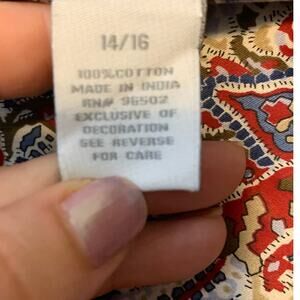 14/16
100% COTTON
MADE IN INDIA
RN# 96502
EXCLUSIVE OF
DECORATION
SEE REVERSE
FOR CARE